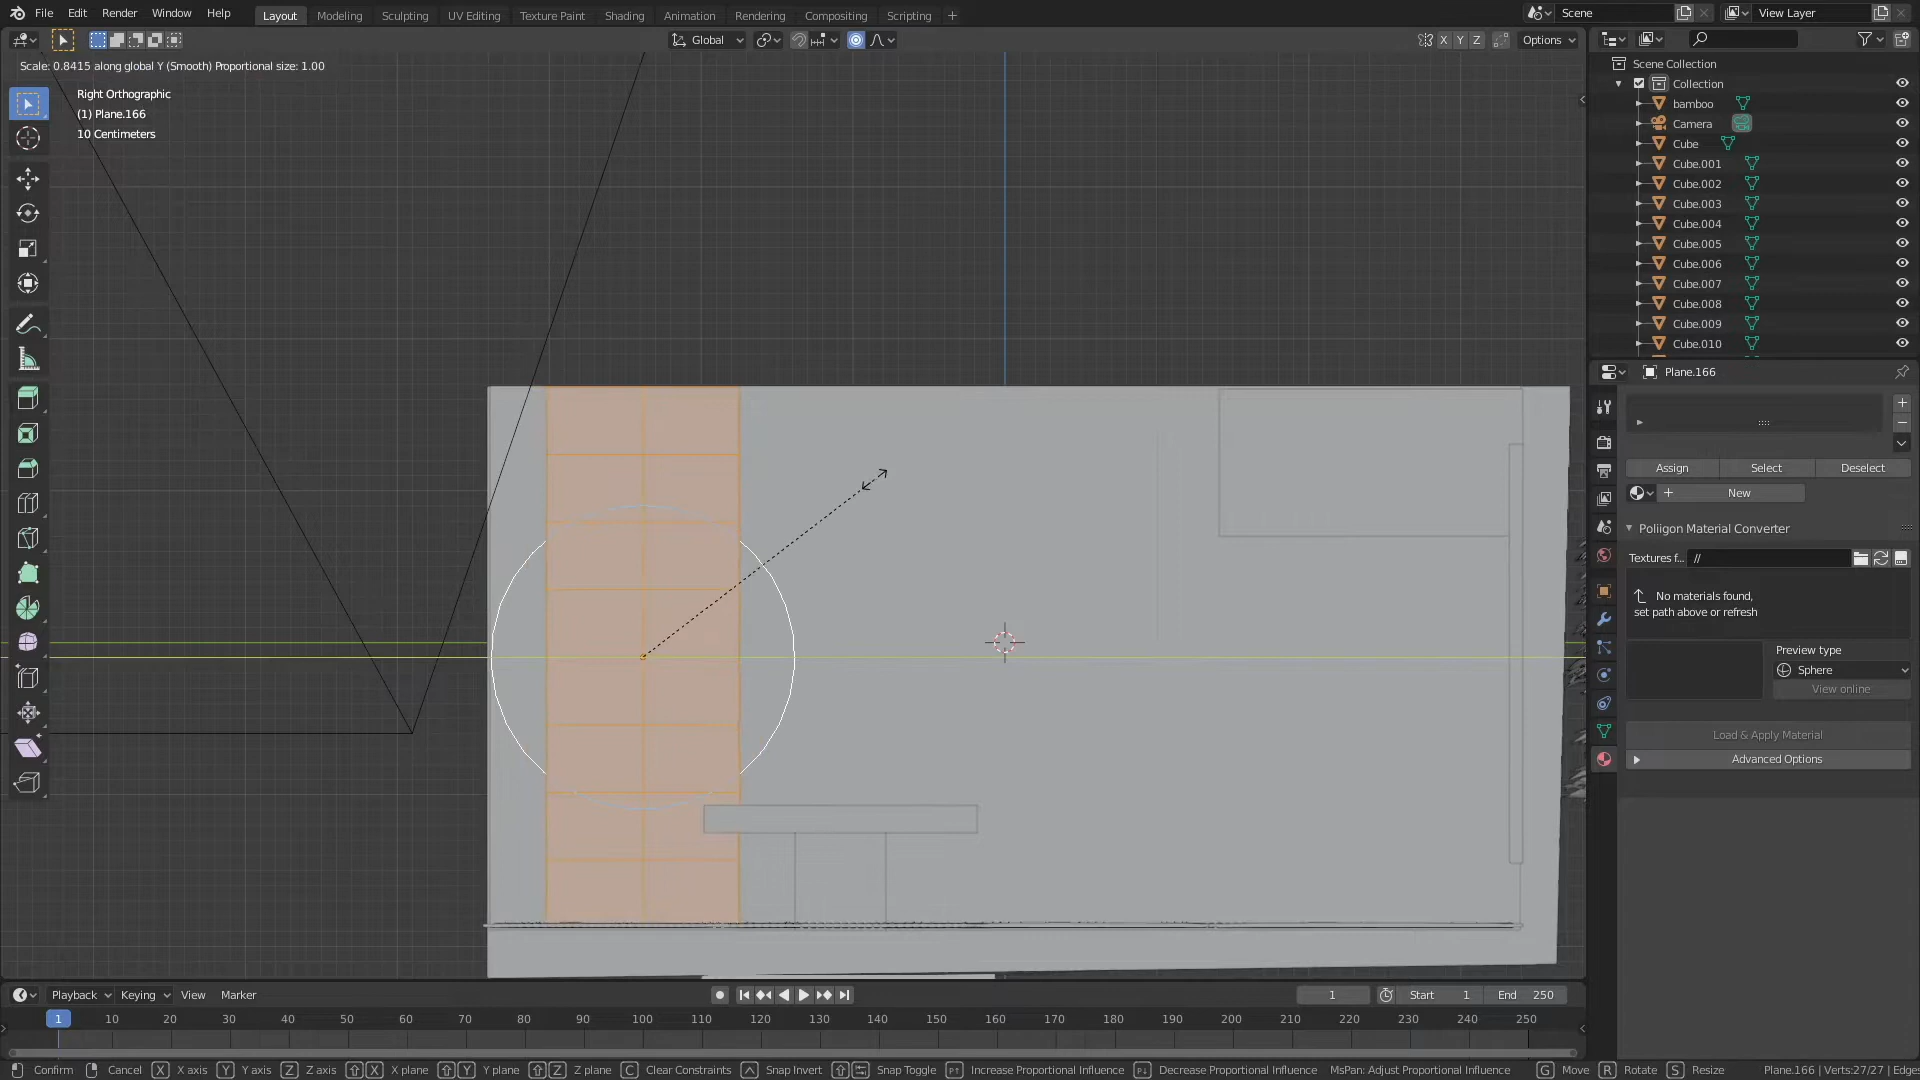 File Edit Render Window Help Layout Modeling Sculpting UV Editing Texture Paint Shading Animation Rendering Compositing Scripting Scene View Layer
Global X Y Z Options
Scale: 0.8415 along global Y (Smooth) Proportional size: 1.00
Right Orthographic
(1) Plane.166
10 Centimeters
Scene Collection
Collection
bamboo
Camera
Cube
Cube.001
Cube.002
Cube.003
Cube.004
Cube.005
Cube.006
Cube.007
Cube.008
Cube.009
Cube.010
Plane.166
Assign Select Deselect
New
Poliigon Material Converter
Textures f... //
No materials found,
set path above or refresh
Preview type
Sphere
View online
Load & Apply Material
Advanced Options
Playback Keying View Marker 1 Start 1 End 250
1 10 20 30 40 50 60 70 80 90 100 110 120 130 140 150 160 170 180 190 200 210 220 230 240 250
Confirm Cancel X X axis Y Y axis Z Z axis X X plane Y Y plane Z Z plane C Clear Constraints Snap Invert Snap Toggle Increase Proportional Influence Decrease Proportional Influence MsPan: Adjust Proportional Influence G Move R Rotate S Resize Plane.166 | Verts:27/27 | Edges